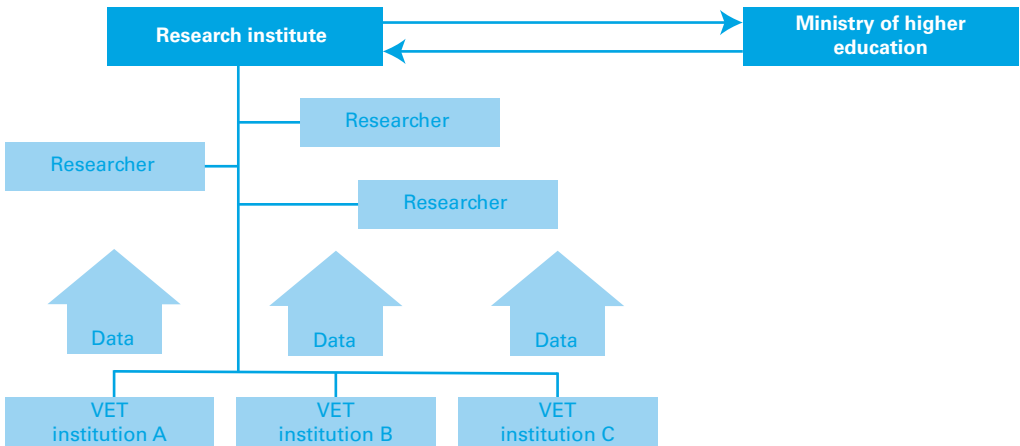 Research institute
Ministry of higher
education
Researcher
Researcher
Researcher
Data
Data
Data
VET
institution A
VET
institution B
VET
institution C